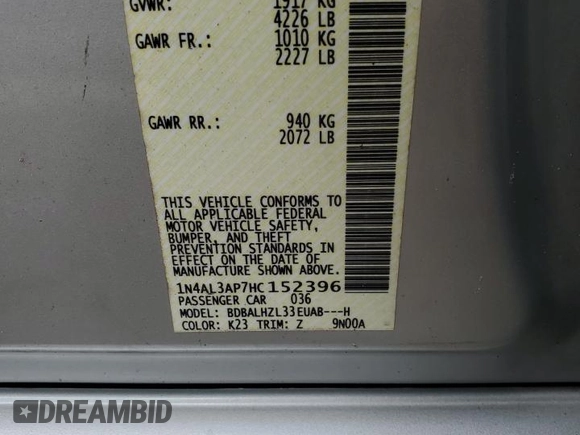 GVWR: 1917 KG
4226 LB
GAWR FR.: 1010 KG
2227 LB
GAWR RR.: 940 KG
2072 LB
THIS VEHICLE CONFORMS TO
ALL APPLICABLE FEDERAL
MOTOR VEHICLE SAFETY,
BUMPER, AND THEFT
PREVENTION STANDARDS IN
EFFECT ON THE DATE OF
MANUFACTURE SHOWN ABOVE.
1N4AL3AP7HC152396
PASSENGER CAR 036
MODEL: BDBALHZL33EUAB---H
COLOR: K23 TRIM: Z 9N00A
DREAMBID